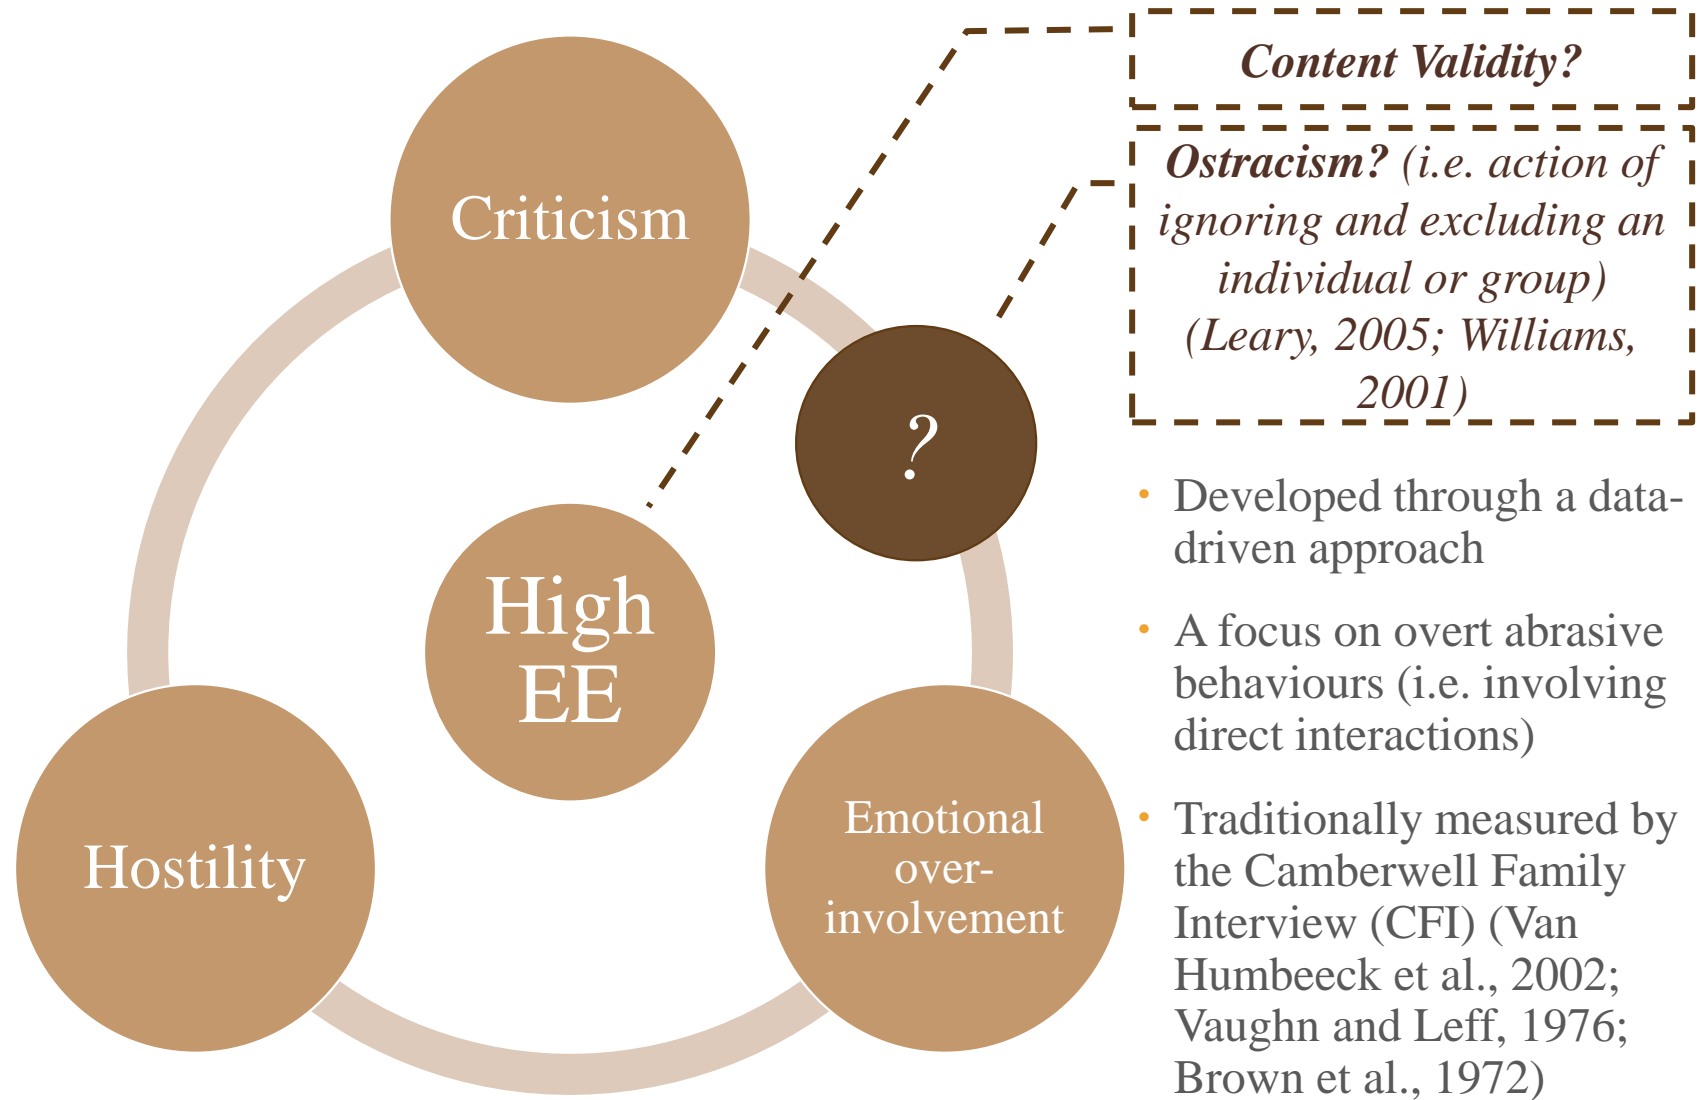 Criticism
?
High
EE
Hostility
Emotional
over-
involvement
Content Validity?
Ostracism? (i.e. action of
ignoring and excluding an
individual or group)
(Leary, 2005; Williams,
2001)
• Developed through a data-
driven approach
• A focus on overt abrasive
behaviours (i.e. involving
direct interactions)
• Traditionally measured by
the Camberwell Family
Interview (CFI) (Van
Humbeeck et al., 2002;
Vaughn and Leff, 1976;
Brown et al., 1972)